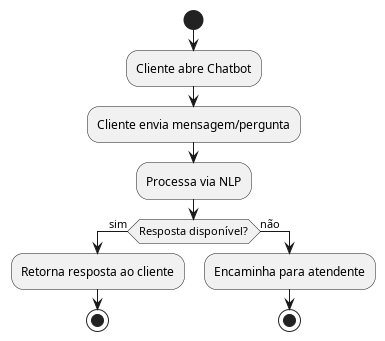 Cliente abre Chatbot
Cliente envia mensagem/pergunta
Processa via NLP
sim
Resposta disponível?
não
Retorna resposta ao cliente
Encaminha para atendente